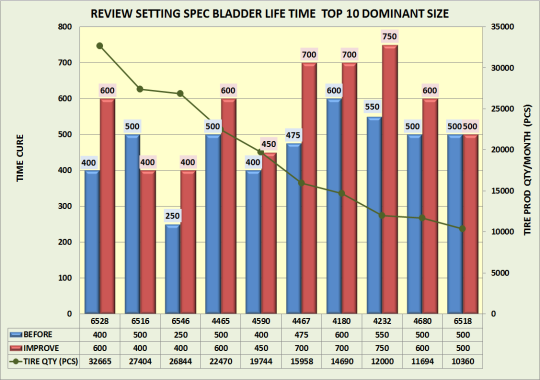 REVIEW SETTING SPEC BLADDER LIFE TIME TOP 10 DOMINANT SIZE
TIME CURE
800
700
600
500
400
300
200
100
0
400 600 500 400 250 400 500 600 400 450 475 700 600 700 550 750 500 600 500 500
35000
30000
25000
20000
15000
10000
5000
0
TIRE PROD QTY/MONTH (PCS)
6528 6516 6546 4465 4590 4467 4180 4232 4680 6518
BEFORE 400 500 250 500 400 475 600 550 500 500
IMPROVE 600 400 400 600 450 700 700 750 600 500
TIRE QTY (PCS) 32665 27404 26844 22470 19744 15958 14690 12000 11694 10360